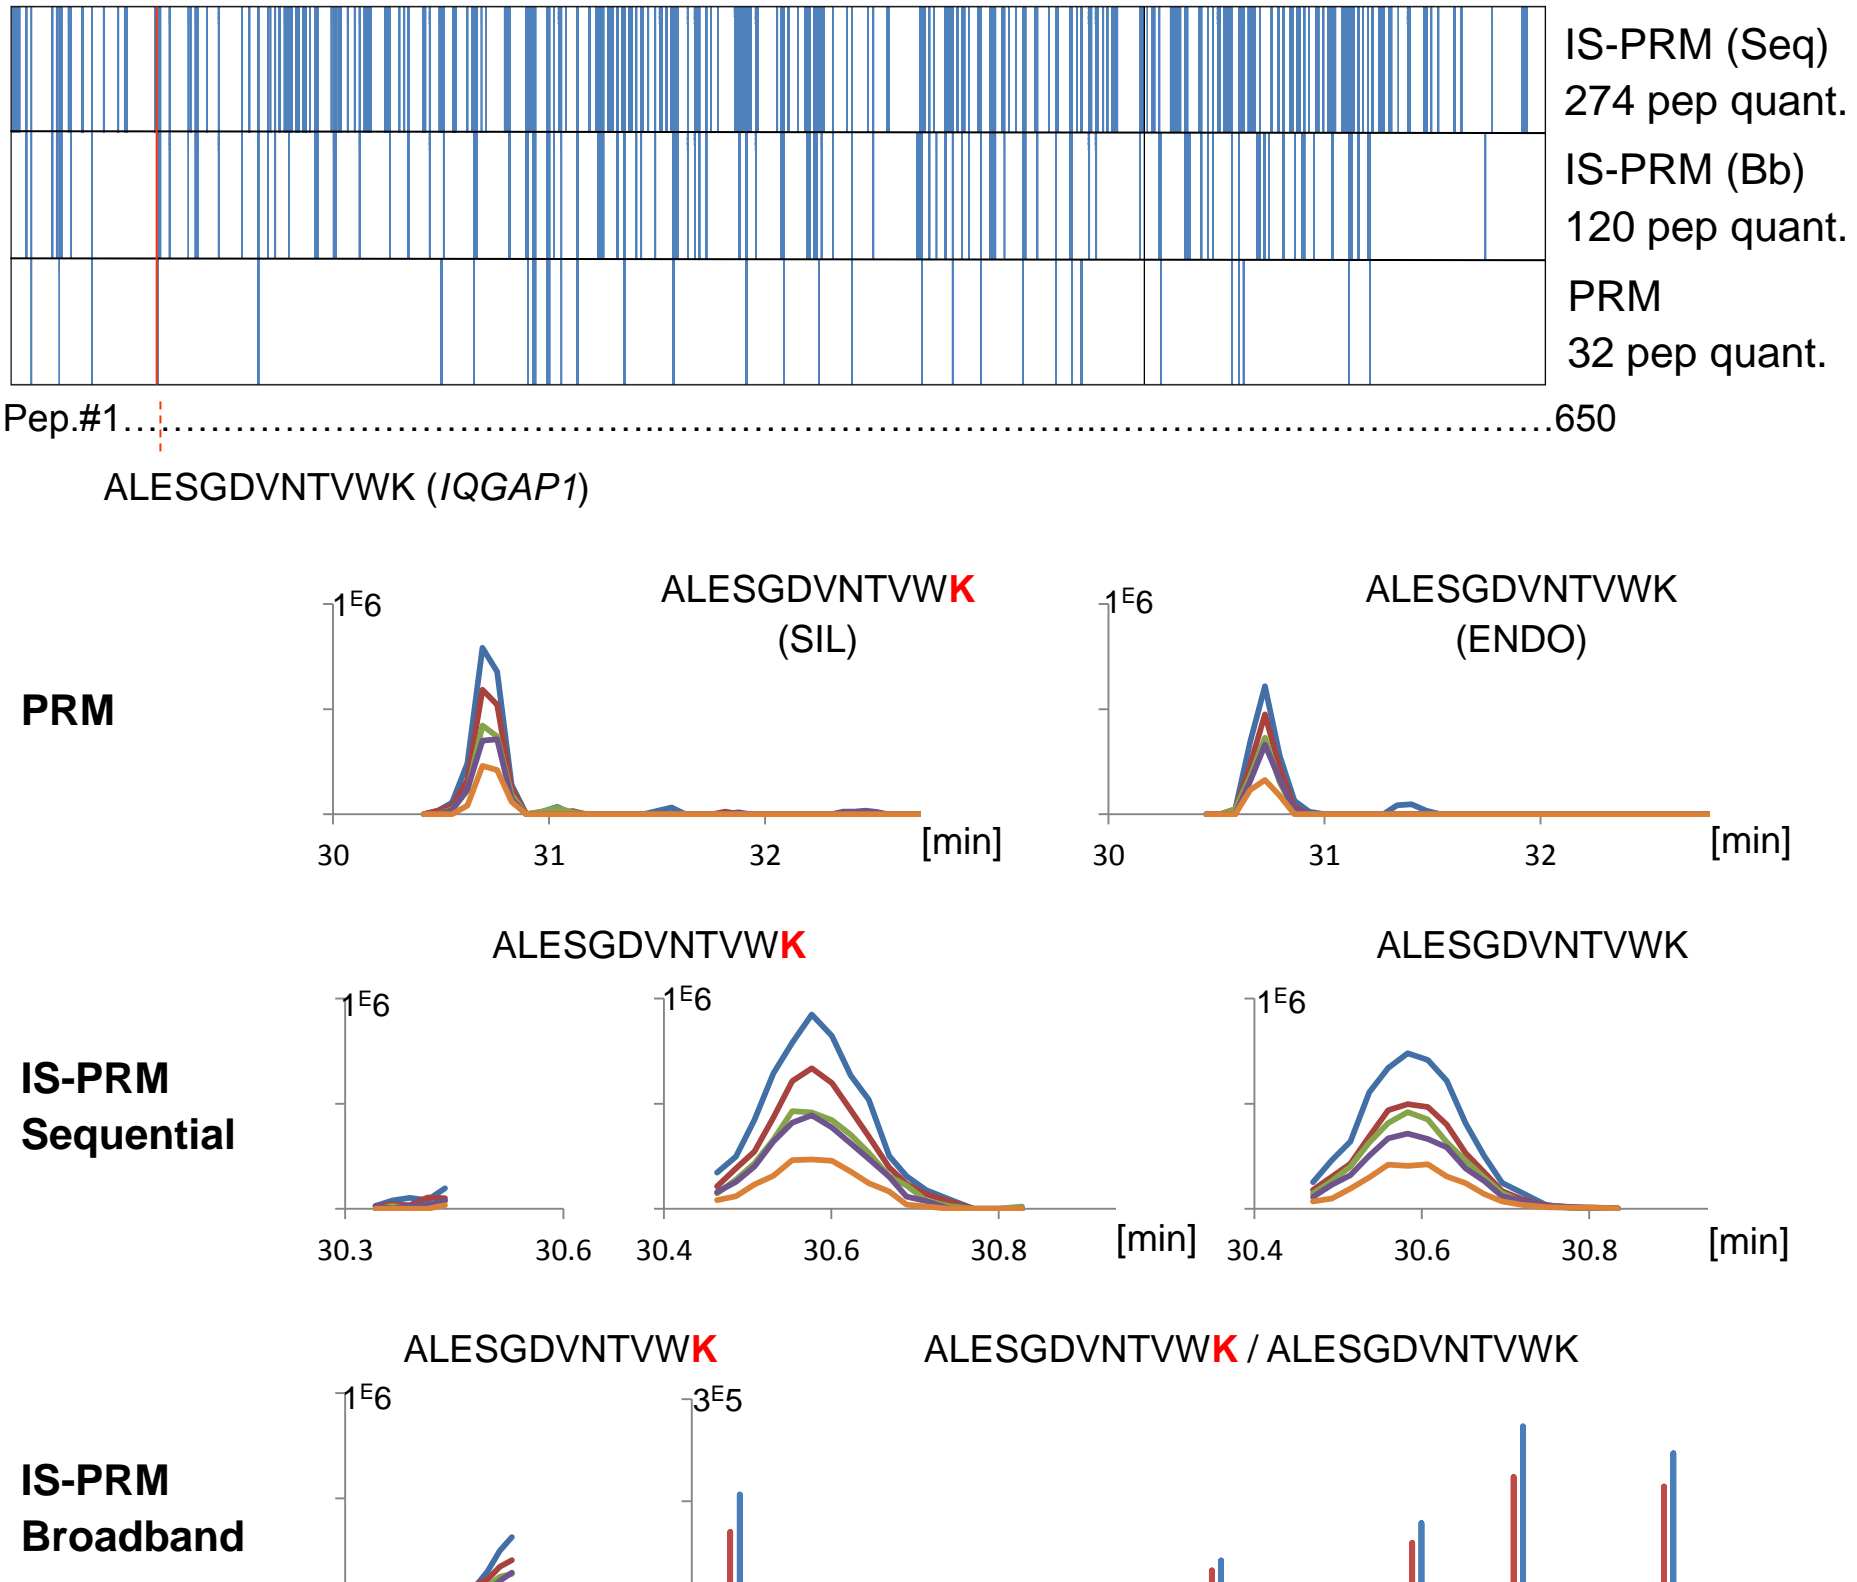 IS-PRM (Seq)
274 pep quant.
IS-PRM (Bb)
120 pep quant.
PRM
32 pep quant.
Pep.#1……………………………………………………………………………………………………650
ALESGDVNTVWK (IQGAP1)
ALESGDVNTVWK
(SIL)
ALESGDVNTVWK
(ENDO)
PRM
1E6
1E6
30 31 32 [min]
30 31 32 [min]
ALESGDVNTVWK
ALESGDVNTVWK
IS-PRM
Sequential
1E6
1E6
1E6
30.3 30.6
30.4 30.6 30.8 [min]
30.4 30.6 30.8 [min]
ALESGDVNTVWK
ALESGDVNTVWK / ALESGDVNTVWK
IS-PRM
Broadband
1E6
3E5